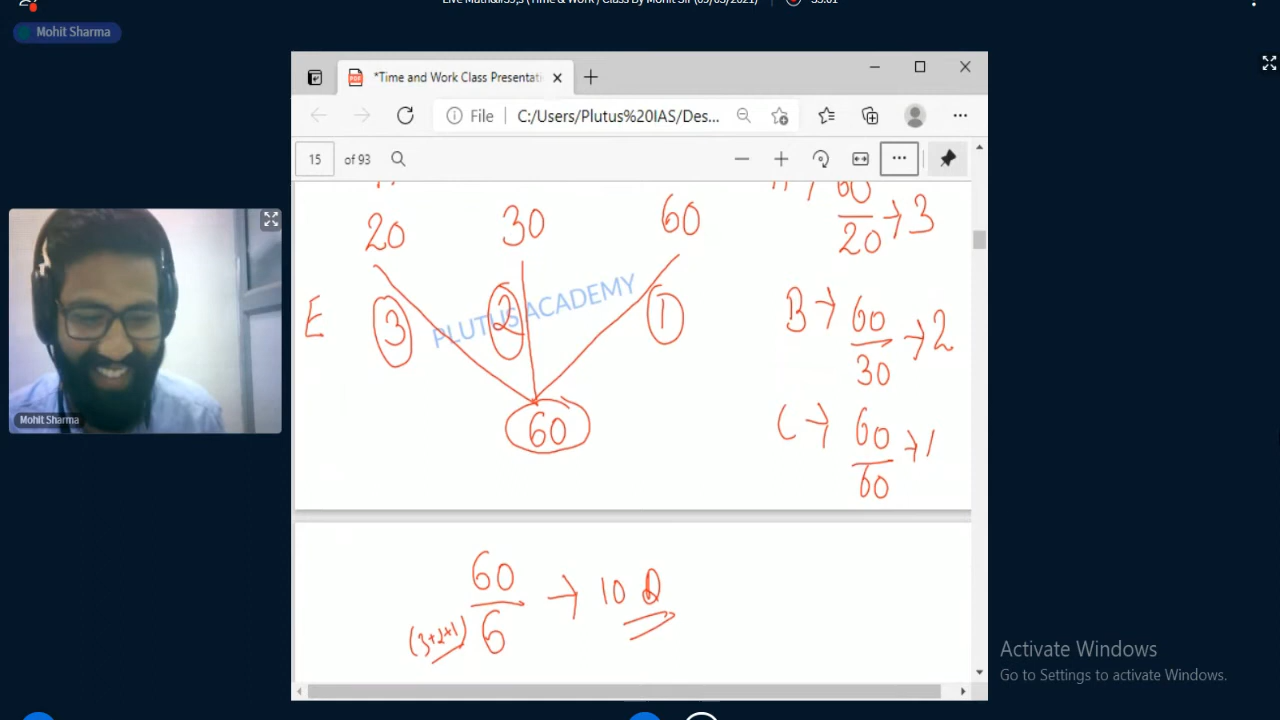 Mohit Sharma
*Time and Work Class Presentati
File C:/Users/Plutus%20IAS/Des...
15 of 93
60
20 30 60 20 → 3
E 3 2 1
PLUTUS ACADEMY
B → 60 → 2
30
60
C → 60 → 1
60
Mohit Sharma
60 → 10 D
(3+2+1) 6
Activate Windows
Go to Settings to activate Windows.